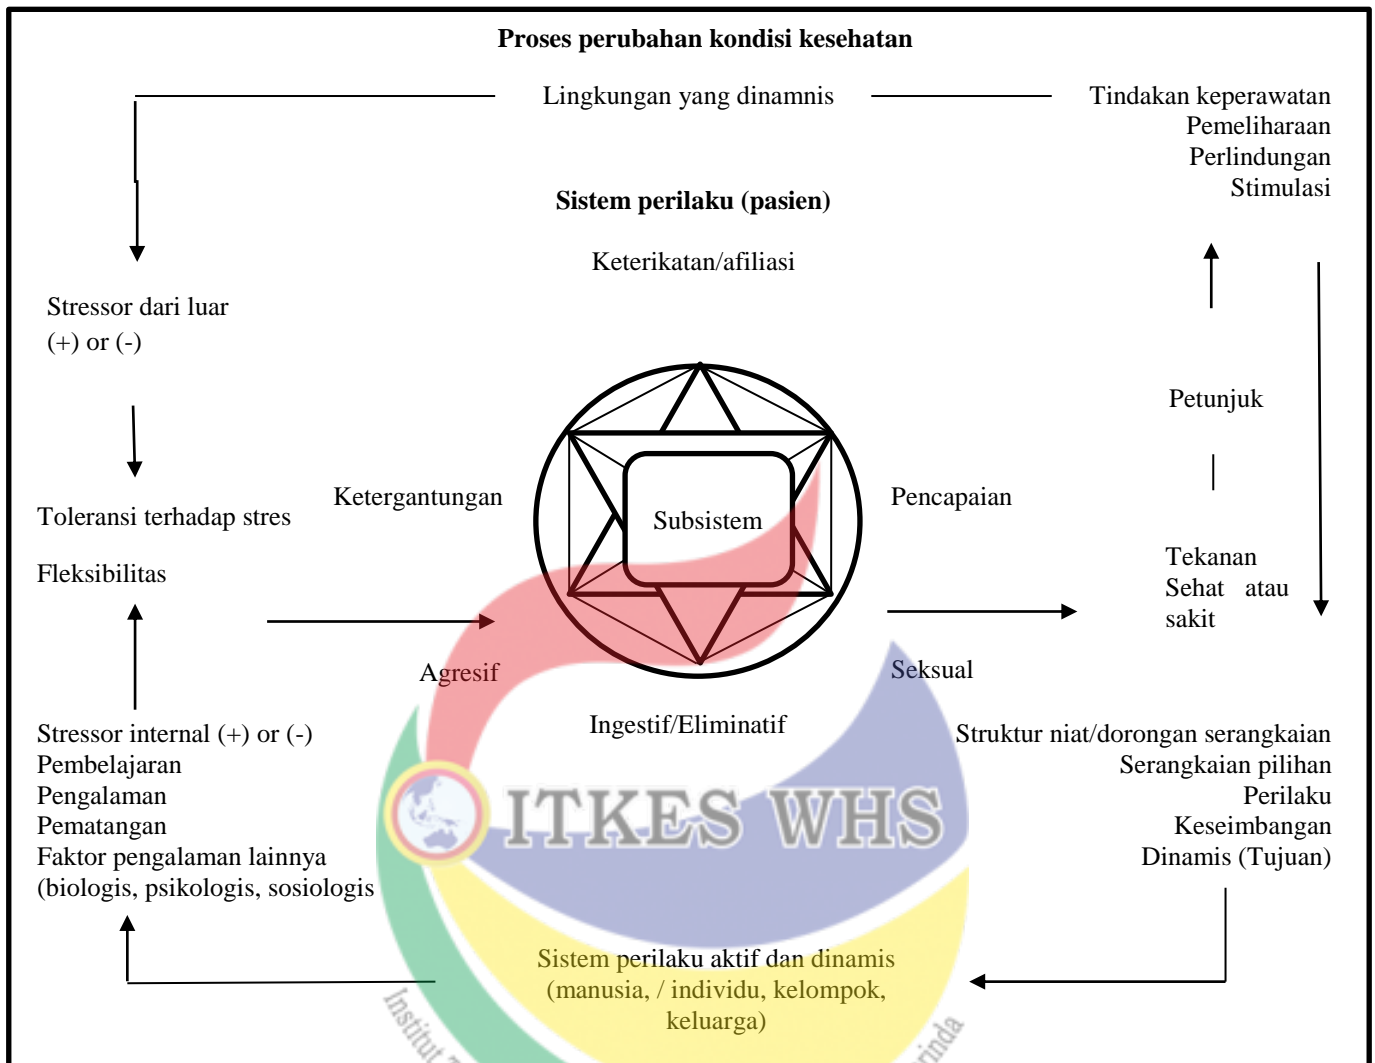 Proses perubahan kondisi kesehatan
Lingkungan yang dinamnis
Tindakan keperawatan
Pemeliharaan
Perlindungan
Stimulasi
Sistem perilaku (pasien)
Keterikatan/afiliasi
Stressor dari luar
(+) or (-)
Petunjuk
Ketergantungan
Pencapaian
Subsistem
Toleransi terhadap stres
Fleksibilitas
Tekanan
Sehat atau
sakit
Agresif
Seksual
Ingestif/Eliminatif
Stressor internal (+) or (-)
Pembelajaran
Pengalaman
Pematangan
Faktor pengalaman lainnya
(biologis, psikologis, sosiologis
Struktur niat/dorongan serangkaian
Serangkaian pilihan
Perilaku
Keseimbangan
Dinamis (Tujuan)
ITKES WHS
Sistem perilaku aktif dan dinamis
(manusia, / individu, kelompok,
keluarga)
Institut